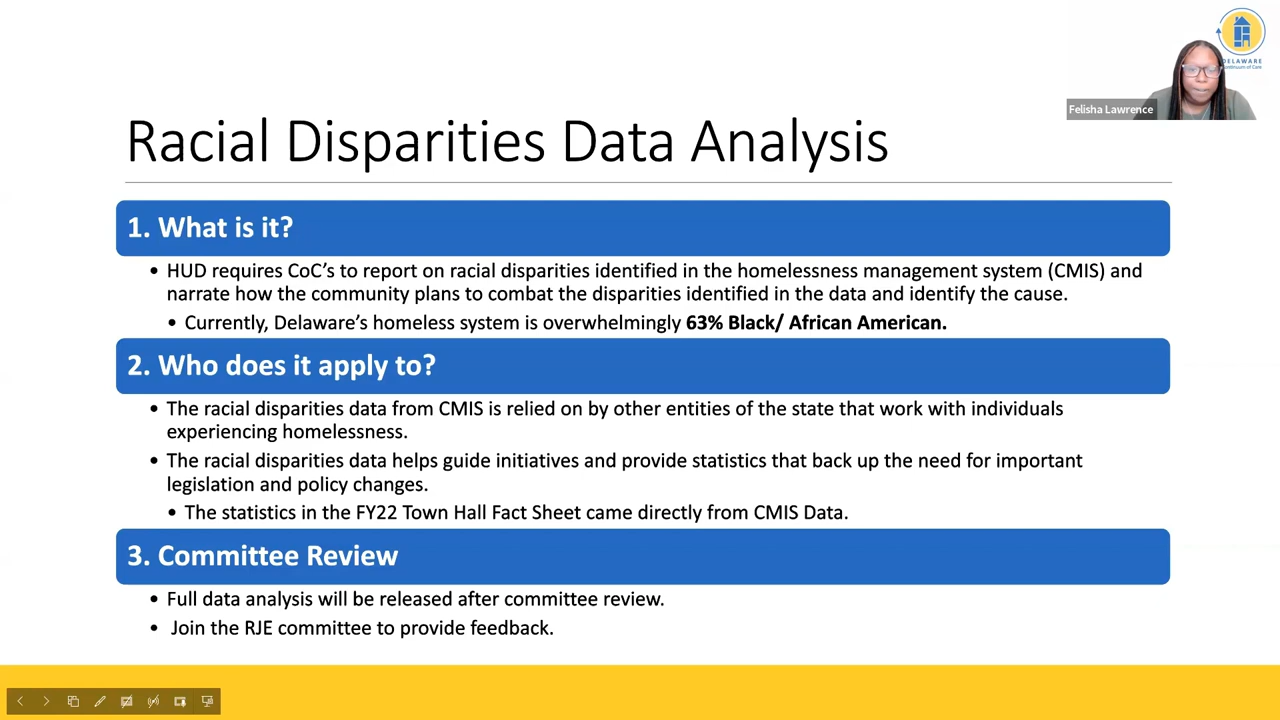 DELAWARE
Continuum of Care
Felisha Lawrence
Racial Disparities Data Analysis
1. What is it?
• HUD requires CoC's to report on racial disparities identified in the homelessness management system (CMIS) and
narrate how the community plans to combat the disparities identified in the data and identify the cause.
• Currently, Delaware's homeless system is overwhelmingly 63% Black/ African American.
2. Who does it apply to?
• The racial disparities data from CMIS is relied on by other entities of the state that work with individuals
experiencing homelessness.
• The racial disparities data helps guide initiatives and provide statistics that back up the need for important
legislation and policy changes.
• The statistics in the FY22 Town Hall Fact Sheet came directly from CMIS Data.
3. Committee Review
• Full data analysis will be released after committee review.
• Join the RJE committee to provide feedback.